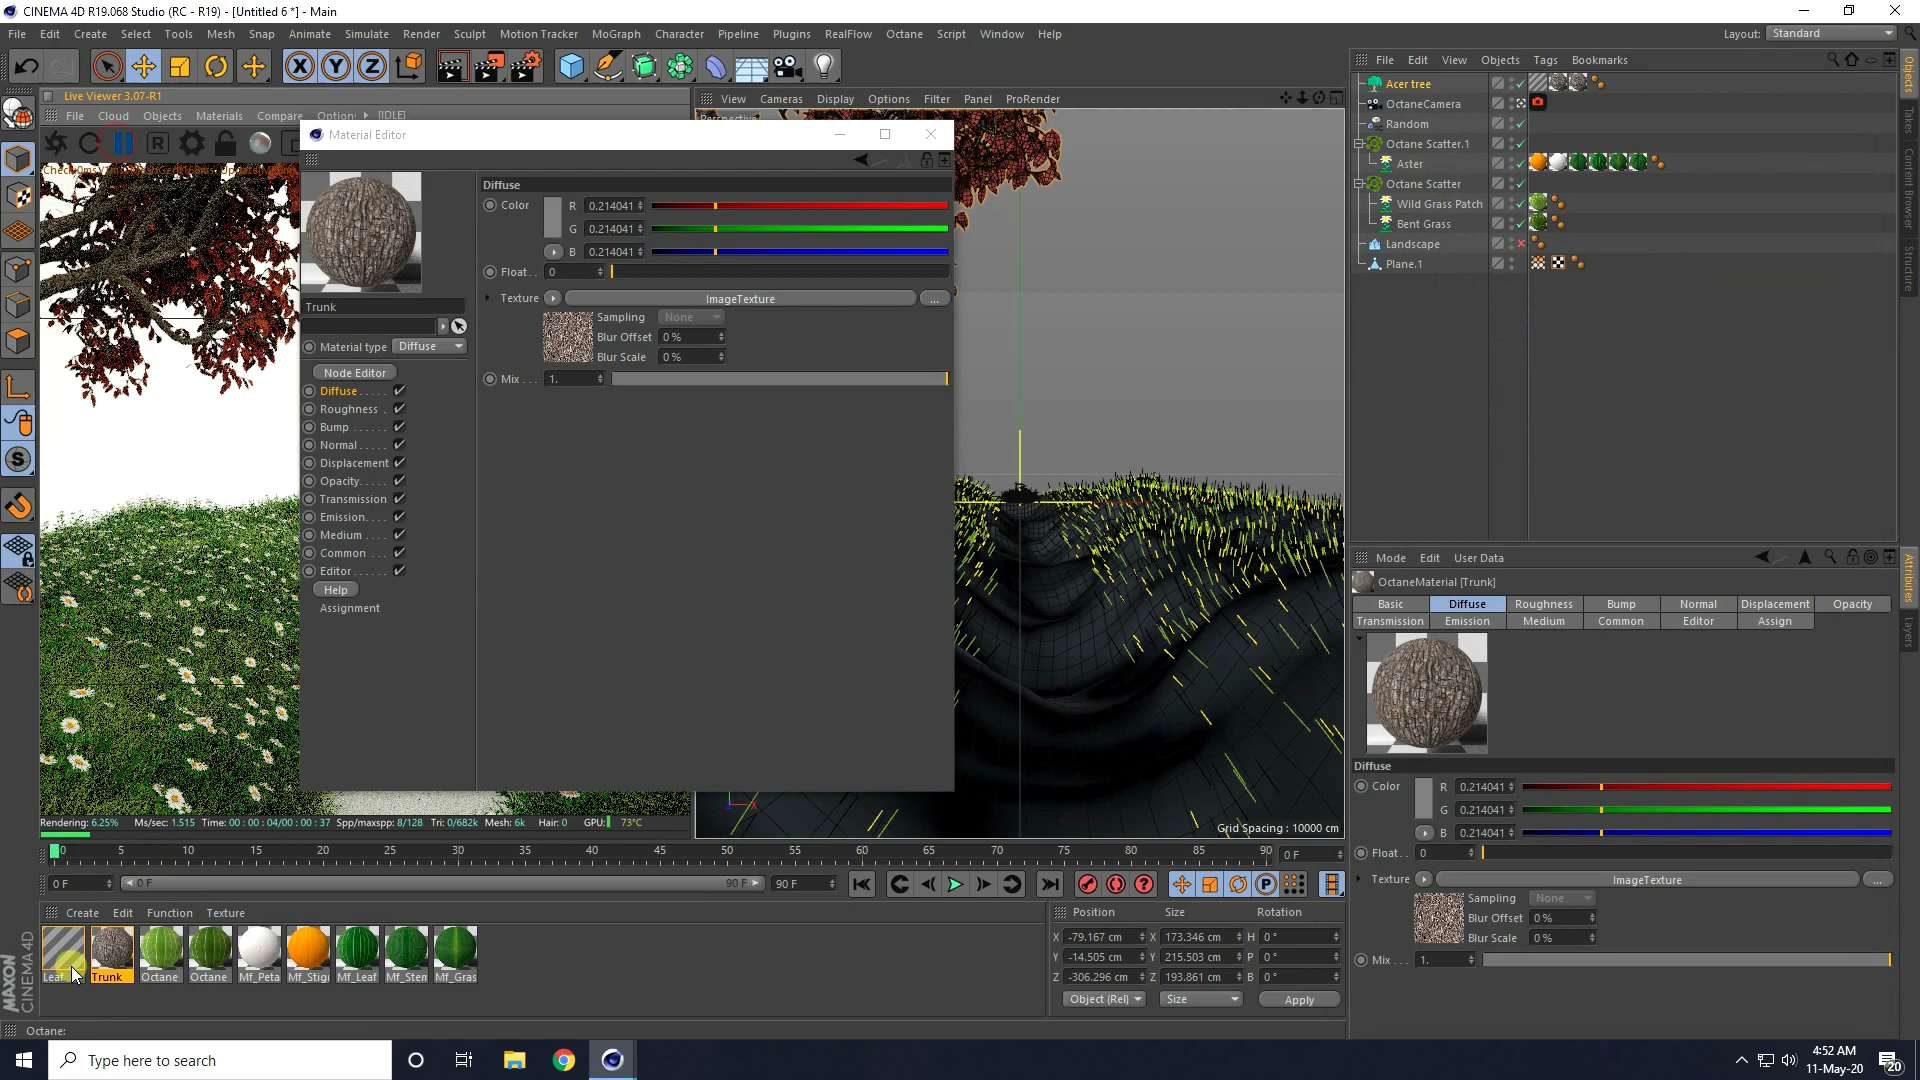 CINEMA 4D R19.068 Studio (RC - R19) - [Untitled 6 *] - Main
File Edit Create Select Tools Mesh Snap Animate Simulate Render Sculpt Motion Tracker MoGraph Character Pipeline Plugins RealFlow Octane Script Window Help
Layout: Standard
Live Viewer 3.07-R1
File Cloud Objects Materials Compare Option: [IDLE]
Material Editor
Diffuse
Color R 0.214041
G 0.214041
B 0.214041
Float . . 0
Texture ImageTexture ...
Sampling None
Blur Offset 0 %
Blur Scale 0 %
Mix . . . 1.
Trunk
Material type Diffuse
Node Editor
Diffuse . . . . .
Roughness .
Bump . . . . . .
Normal . . . . .
Displacement
Opacity. . . . .
Transmission
Emission. . . .
Medium . . . .
Common . . .
Editor . . . . . .
Help
Assignment
Rendering: 6.25% Ms/sec: 1.515 Time: 00 : 00 : 04/00 : 00 : 37 Spp/maxspp: 8/128 Tri: 0/682k Mesh: 6k Hair: 0 GPU: 73°C
View Cameras Display Options Filter Panel ProRender
Perspective
Grid Spacing : 10000 cm
0 5 10 15 20 25 30 35 40 45 50 55 60 65 70 75 80 85 90 0 F
0 F 0 F 90 F 90 F
Create Edit Function Texture
Leaf Trunk Octane Octane Mf_Peta Mf_Stig Mf_Leaf Mf_Sten Mf_Gras
Position Size Rotation
X -79.167 cm X 173.346 cm H 0 °
Y -14.505 cm Y 215.503 cm P 0 °
Z -306.296 cm Z 193.861 cm B 0 °
Object (Rel) Size Apply
MAXON CINEMA 4D
Octane:
File Edit View Objects Tags Bookmarks
Acer tree
OctaneCamera
Random
Octane Scatter.1
Aster
Octane Scatter
Wild Grass Patch
Bent Grass
Landscape
Plane.1
Objects
Takes
Content Browser
Structure
Mode Edit User Data
OctaneMaterial [Trunk]
Basic Diffuse Roughness Bump Normal Displacement Opacity
Transmission Emission Medium Common Editor Assign
Diffuse
Color R 0.214041
G 0.214041
B 0.214041
Float . . 0
Texture ImageTexture ...
Sampling None
Blur Offset 0 %
Blur Scale 0 %
Mix . . . 1.
Attributes
Layers
Type here to search
4:52 AM
11-May-20
20